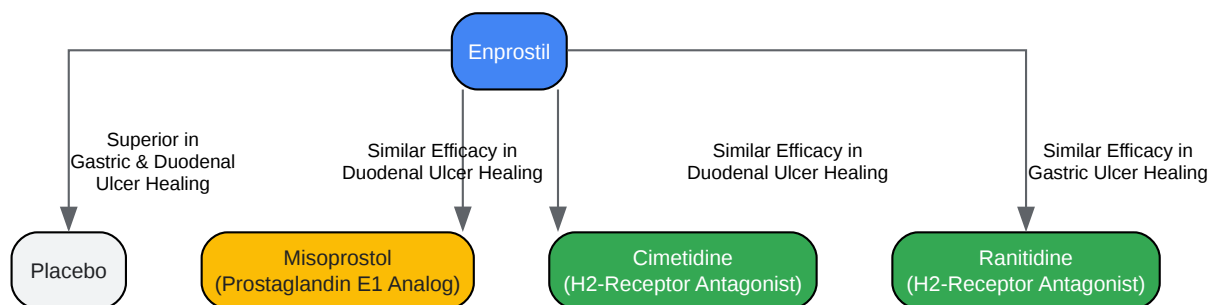 Enprostil
Superior in
Gastric & Duodenal
Ulcer Healing
Similar Efficacy in
Duodenal Ulcer Healing
Similar Efficacy in
Duodenal Ulcer Healing
Similar Efficacy in
Gastric Ulcer Healing
Placebo
Misoprostol
(Prostaglandin E1 Analog)
Cimetidine
(H2-Receptor Antagonist)
Ranitidine
(H2-Receptor Antagonist)